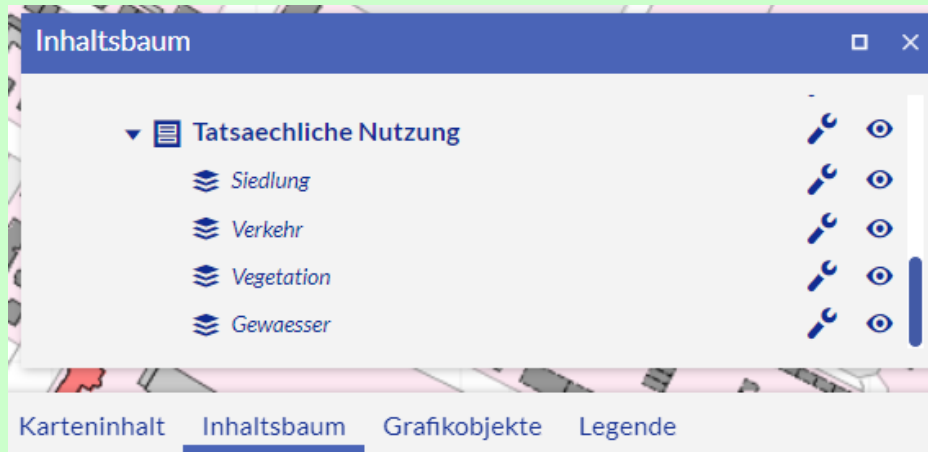 Inhaltsbaum
Tatsaechliche Nutzung
Siedlung
Verkehr
Vegetation
Gewaesser
Karteninhalt Inhaltsbaum Grafikobjekte Legende